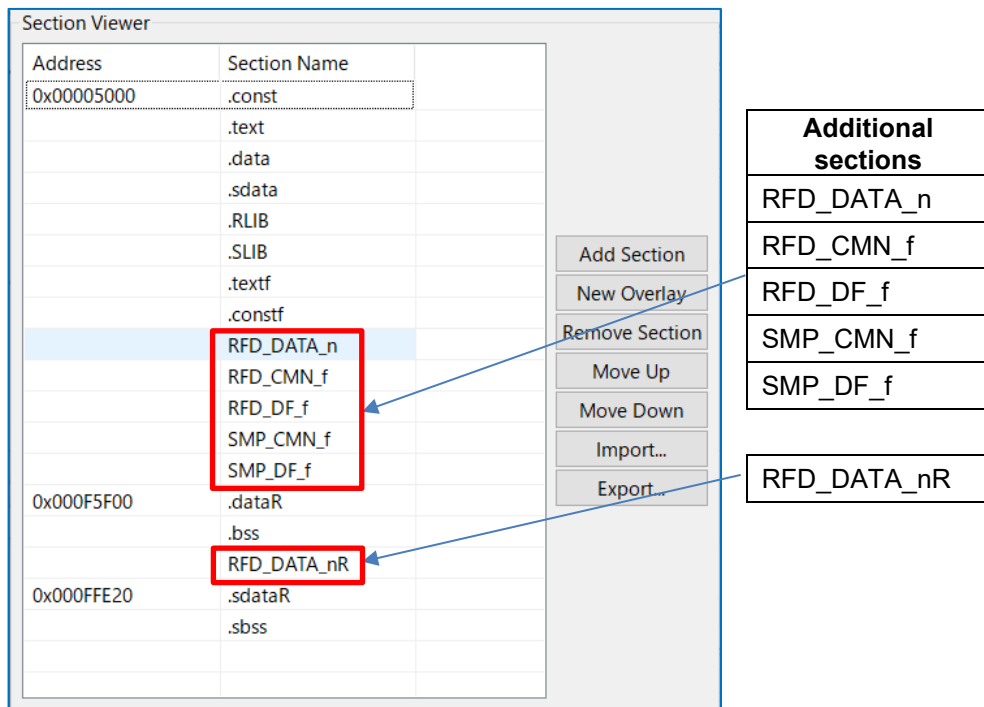 Section Viewer
Address Section Name
0x00005000 .const
.text
.data
.sdata
.RLIB
.SLIB
.textf
.constf
RFD_DATA_n
RFD_CMN_f
RFD_DF_f
SMP_CMN_f
SMP_DF_f
0x000F5F00 .dataR
.bss
RFD_DATA_nR
0x000FFE20 .sdataR
.sbss
Add Section
New Overlay
Remove Section
Move Up
Move Down
Import...
Export...
Additional
sections
RFD_DATA_n
RFD_CMN_f
RFD_DF_f
SMP_CMN_f
SMP_DF_f
RFD_DATA_nR